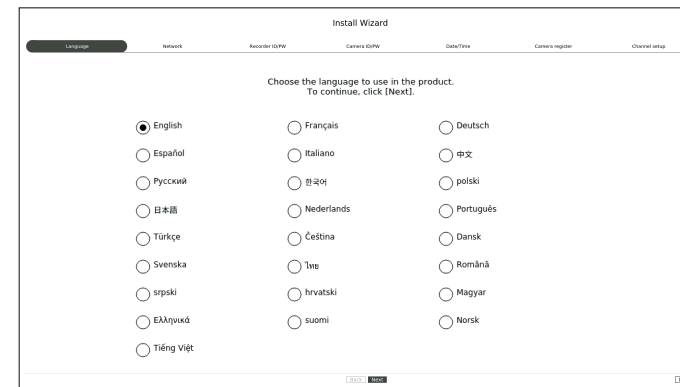 Install Wizard
Language Network Recorder ID/PW Camera ID/PW Date/Time Camera register Channel setup
Choose the language to use in the product.
To continue, click [Next].
English Français Deutsch
Español Italiano 中文
Русский 한국어 polski
日本語 Nederlands Português
Türkçe Čeština Dansk
Svenska ไทย Română
srpski hrvatski Magyar
Ελληνικά suomi Norsk
Tiếng Việt
Back Next